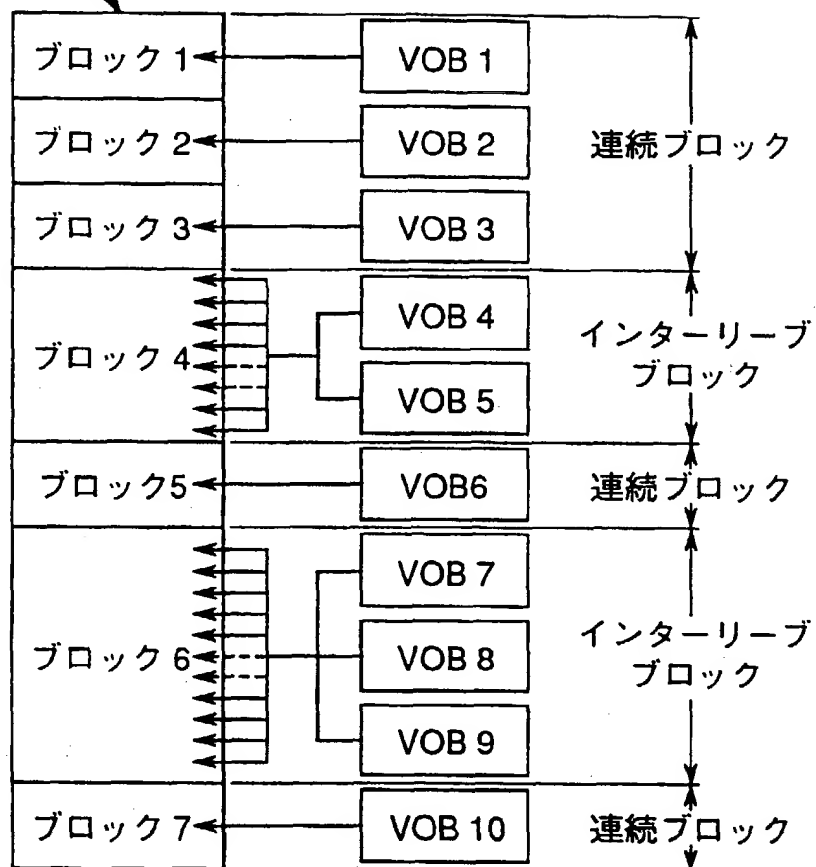 ブロック 1
VOB 1
ブロック 2
VOB 2
連続ブロック
ブロック 3
VOB 3
ブロック 4
VOB 4
VOB 5
インターリーブ
ブロック
ブロック5
VOB6
連続ブロック
ブロック 6
VOB 7
VOB 8
VOB 9
インターリーブ
ブロック
ブロック 7
VOB 10
連続ブロック